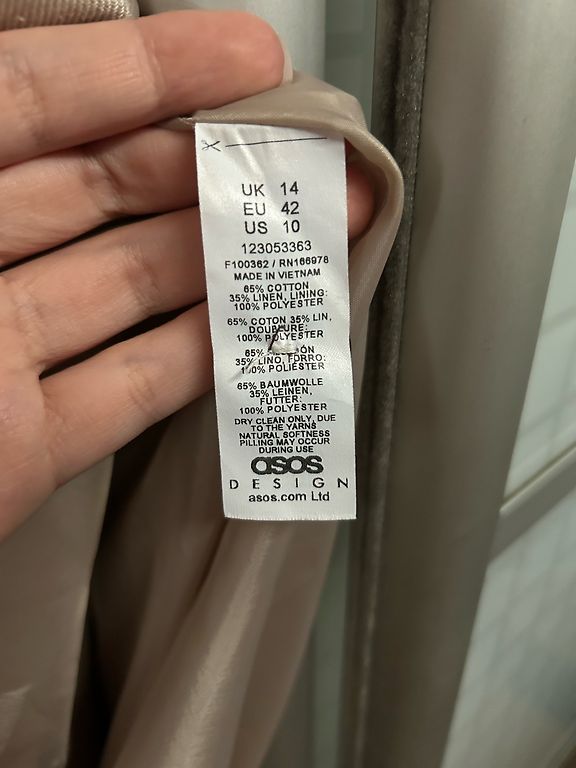 UK 14
EU 42
US 10
123053363
F100362 / RN166978
MADE IN VIETNAM
65% COTTON
35% LINEN, LINING:
100% POLYESTER
65% COTON 35% LIN,
DOUBLURE:
100% POLYESTER
65%
35% LINO, FORRO:
100% POLIÉSTER
65% BAUMWOLLE
35% LEINEN,
FUTTER:
100% POLYESTER
DRY CLEAN ONLY, DUE
TO THE YARNS
NATURAL SOFTNESS
PILLING MAY OCCUR
DURING USE
asos
DESIGN
asos.com Ltd